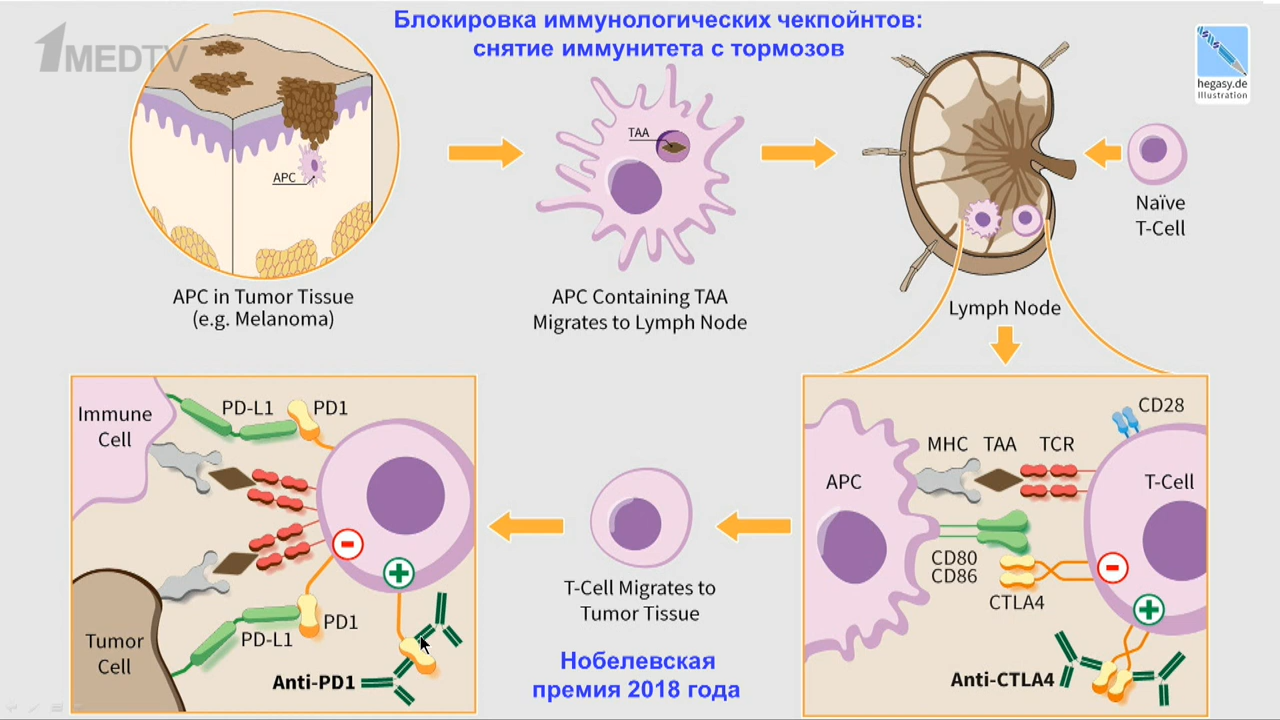 1MEDTV
Блокировка иммунологических чекпойнтов:
снятие иммунитета с тормозов
hegasy.de
Illustration
APC
TAA
Naïve
T-Cell
APC in Tumor Tissue
(e.g. Melanoma)
APC Containing TAA
Migrates to Lymph Node
Lymph Node
Immune
Cell
PD-L1
PD1
PD-L1
PD1
Tumor
Cell
Anti-PD1
T-Cell Migrates to
Tumor Tissue
Нобелевская
премия 2018 года
CD28
MHC
TAA
TCR
APC
T-Cell
CD80
CD86
CTLA4
Anti-CTLA4